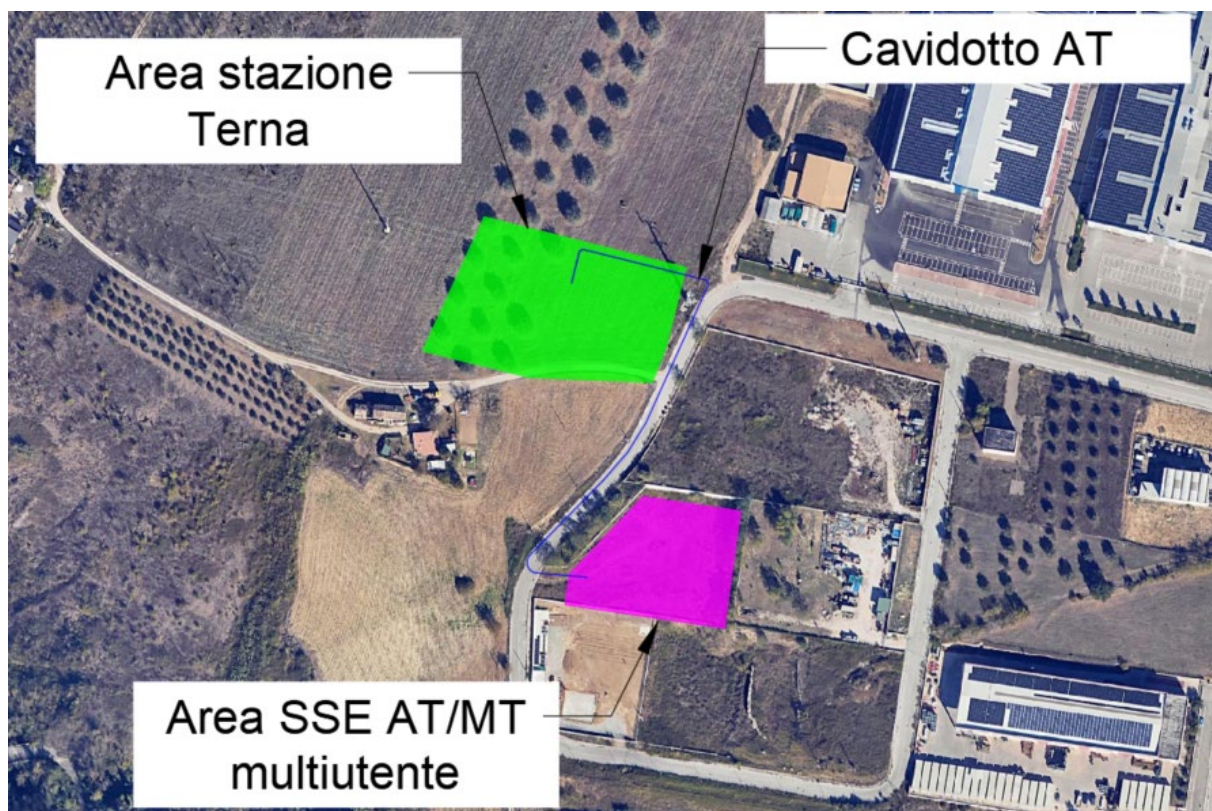 Area stazione
Terna
Cavidotto AT
Area SSE AT/MT
multiutente